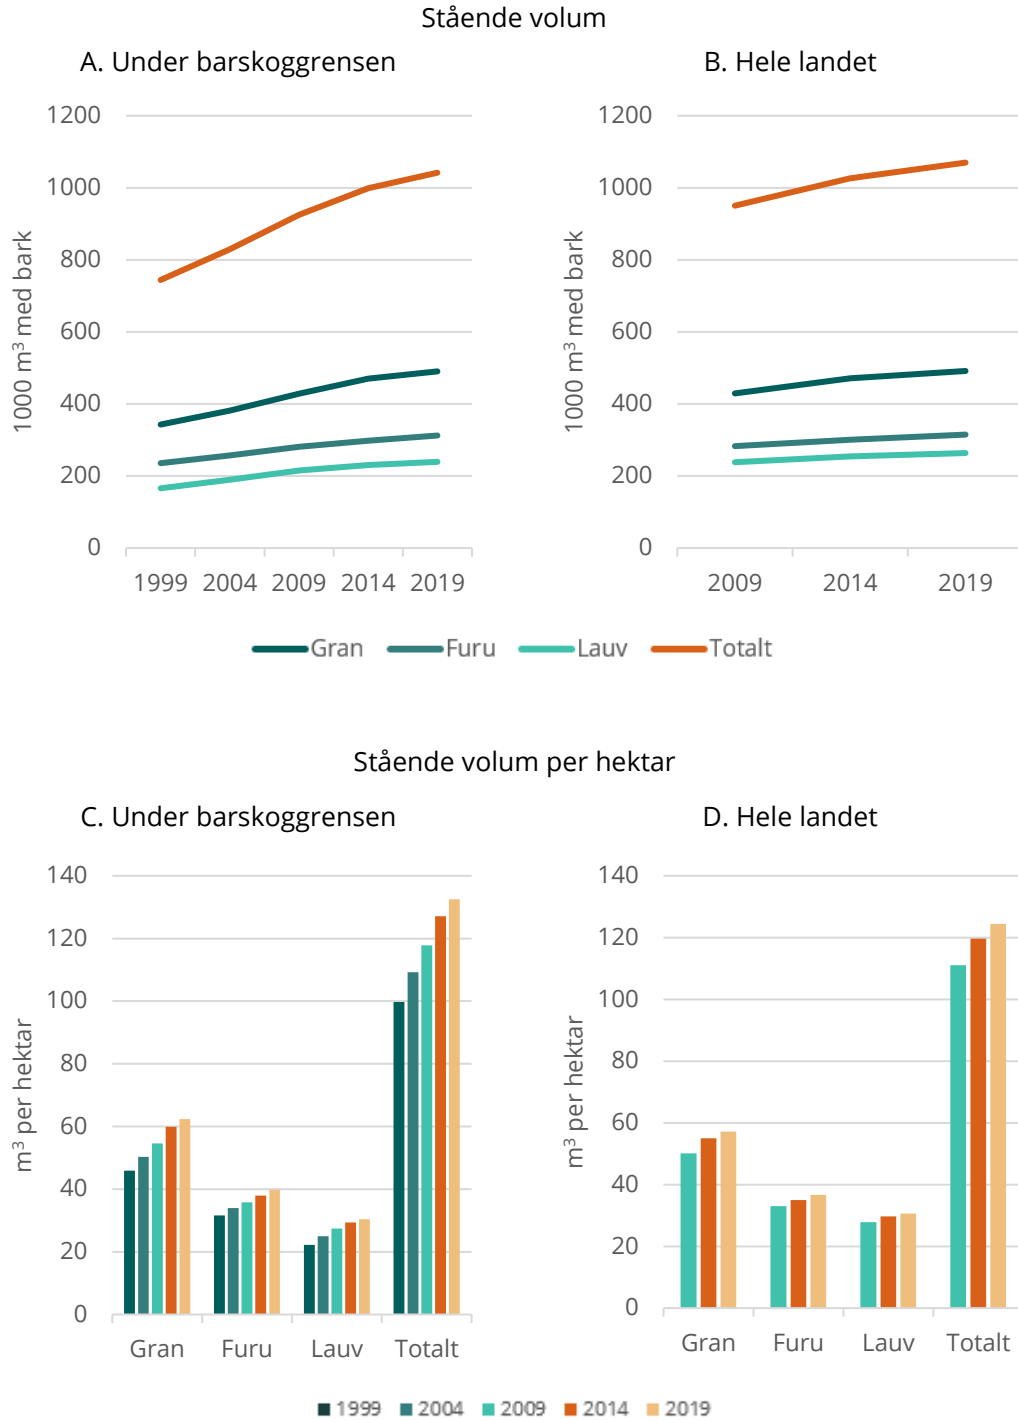 Stående volum
A. Under barskoggrensen
1200
1000
800
600
400
200
0
1000 m³ med bark
1999 2004 2009 2014 2019
B. Hele landet
1200
1000
800
600
400
200
0
1000 m³ med bark
2009 2014 2019
Gran Furu Lauv Totalt
Stående volum per hektar
C. Under barskoggrensen
140
120
100
80
60
40
20
0
m³ per hektar
Gran Furu Lauv Totalt
D. Hele landet
140
120
100
80
60
40
20
0
m³ per hektar
Gran Furu Lauv Totalt
1999 2004 2009 2014 2019